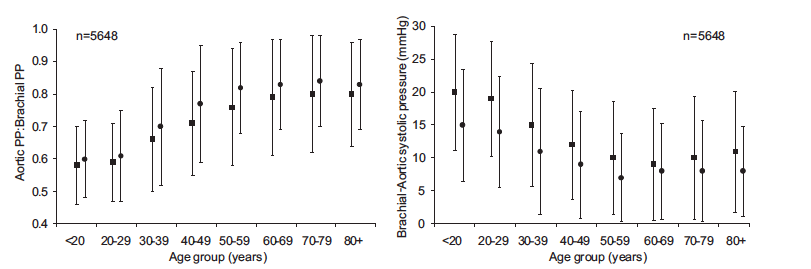 n=5648
Aortic PP:Brachial PP
1.0
0.9
0.8
0.7
0.6
0.5
0.4
<20 20-29 30-39 40-49 50-59 60-69 70-79 80+
Age group (years)
n=5648
Brachial-Aortic systolic pressure (mmHg)
30
25
20
15
10
5
0
<20 20-29 30-39 40-49 50-59 60-69 70-79 80+
Age group (years)